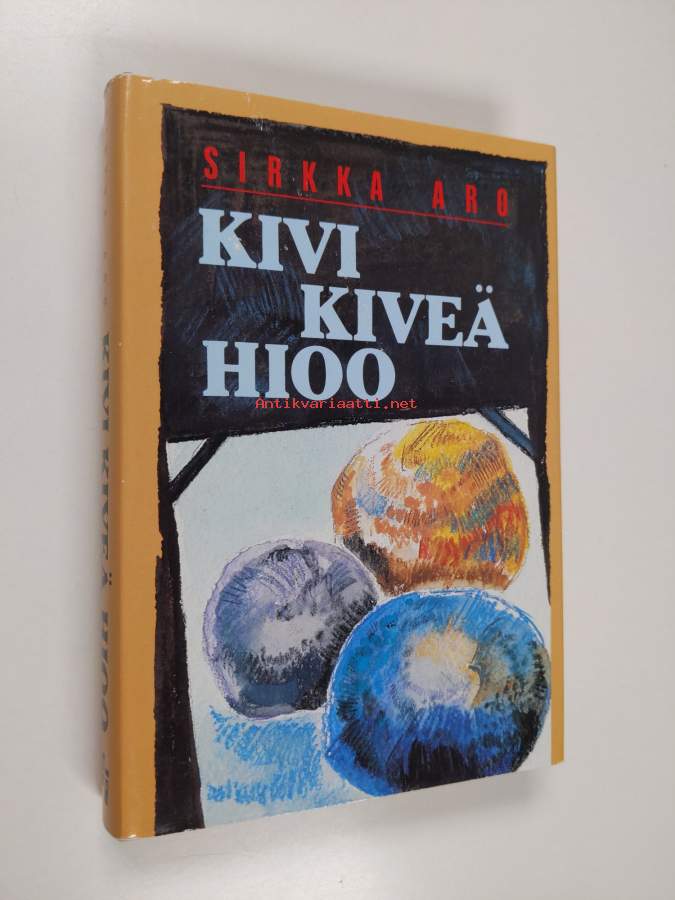 SIRKKA ARO
KIVI
KIVEÄ
HIOO
Antikvariaatti.net
KIVI KIVEÄ HIOO